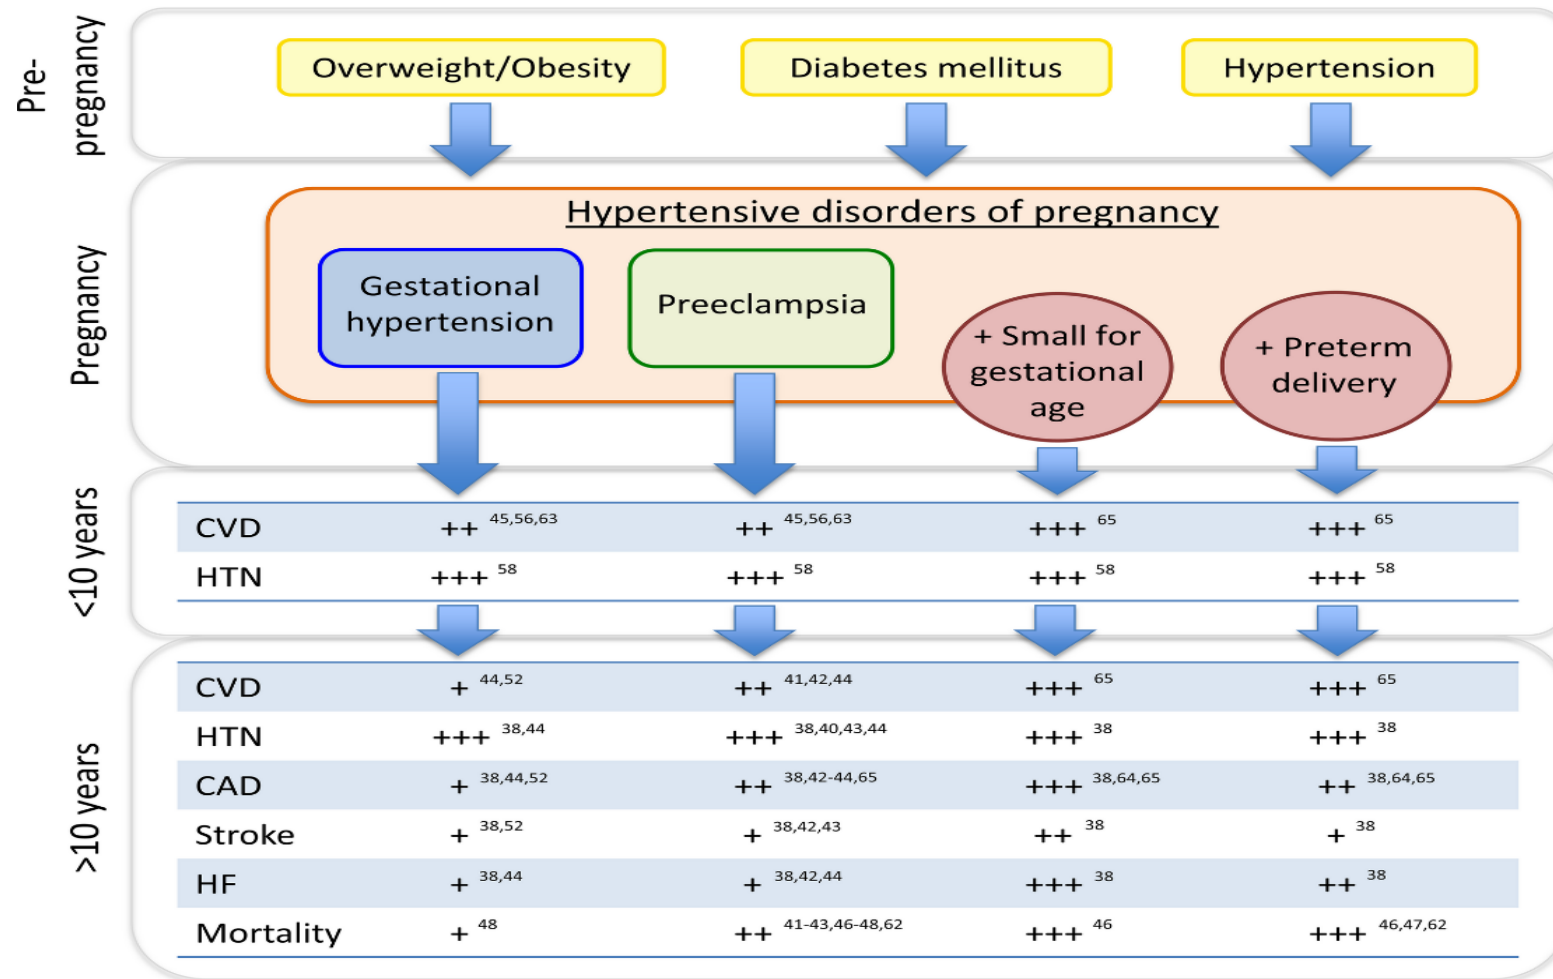 Pre-
pregnancy
Overweight/Obesity
Diabetes mellitus
Hypertension
Pregnancy
Hypertensive disorders of pregnancy
Gestational
hypertension
Preeclampsia
+ Small for
gestational
age
+ Preterm
delivery
<10 years
CVD ++ 45,56,63 ++ 45,56,63 +++ 65 +++ 65
HTN +++ 58 +++ 58 +++ 58 +++ 58
>10 years
CVD + 44,52 ++ 41,42,44 +++ 65 +++ 65
HTN +++ 38,44 +++ 38,40,43,44 +++ 38 +++ 38
CAD + 38,44,52 ++ 38,42-44,65 +++ 38,64,65 ++ 38,64,65
Stroke + 38,52 + 38,42,43 ++ 38 + 38
HF + 38,44 + 38,42,44 +++ 38 ++ 38
Mortality + 48 ++ 41-43,46-48,62 +++ 46 +++ 46,47,62